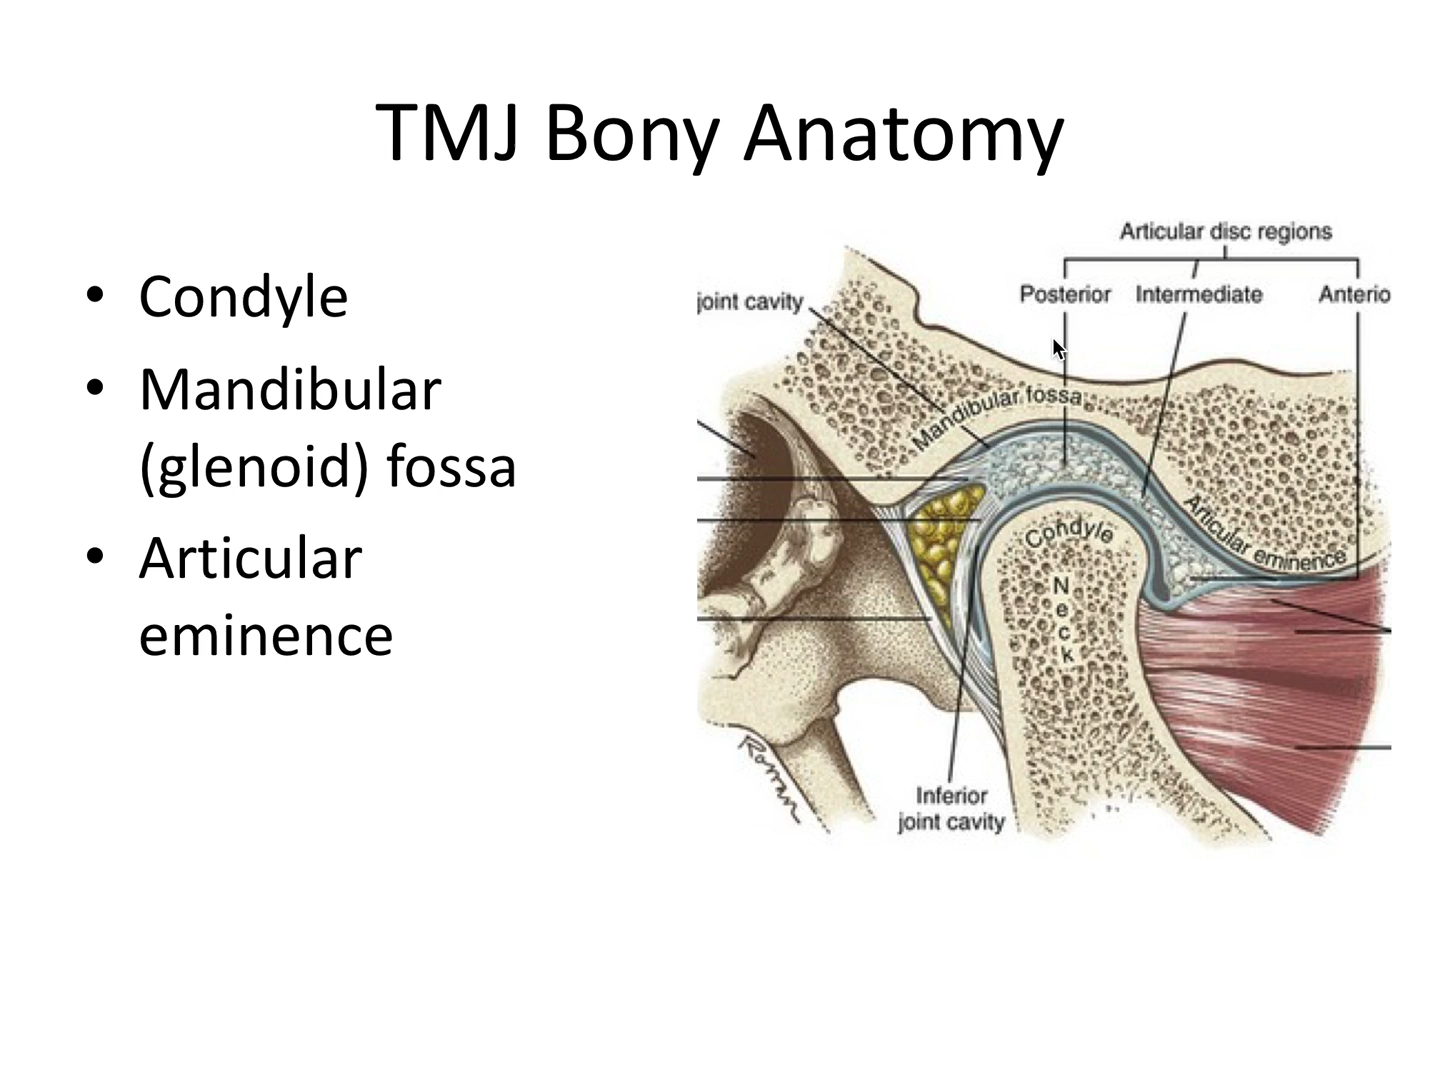 TMJ Bony Anatomy
• Condyle
• Mandibular
(glenoid) fossa
• Articular
eminence
Articular disc regions
Posterior Intermediate Anterio
joint cavity
Mandibular fossa
Articular eminence
Condyle
Neck
Inferior
joint cavity
Roman